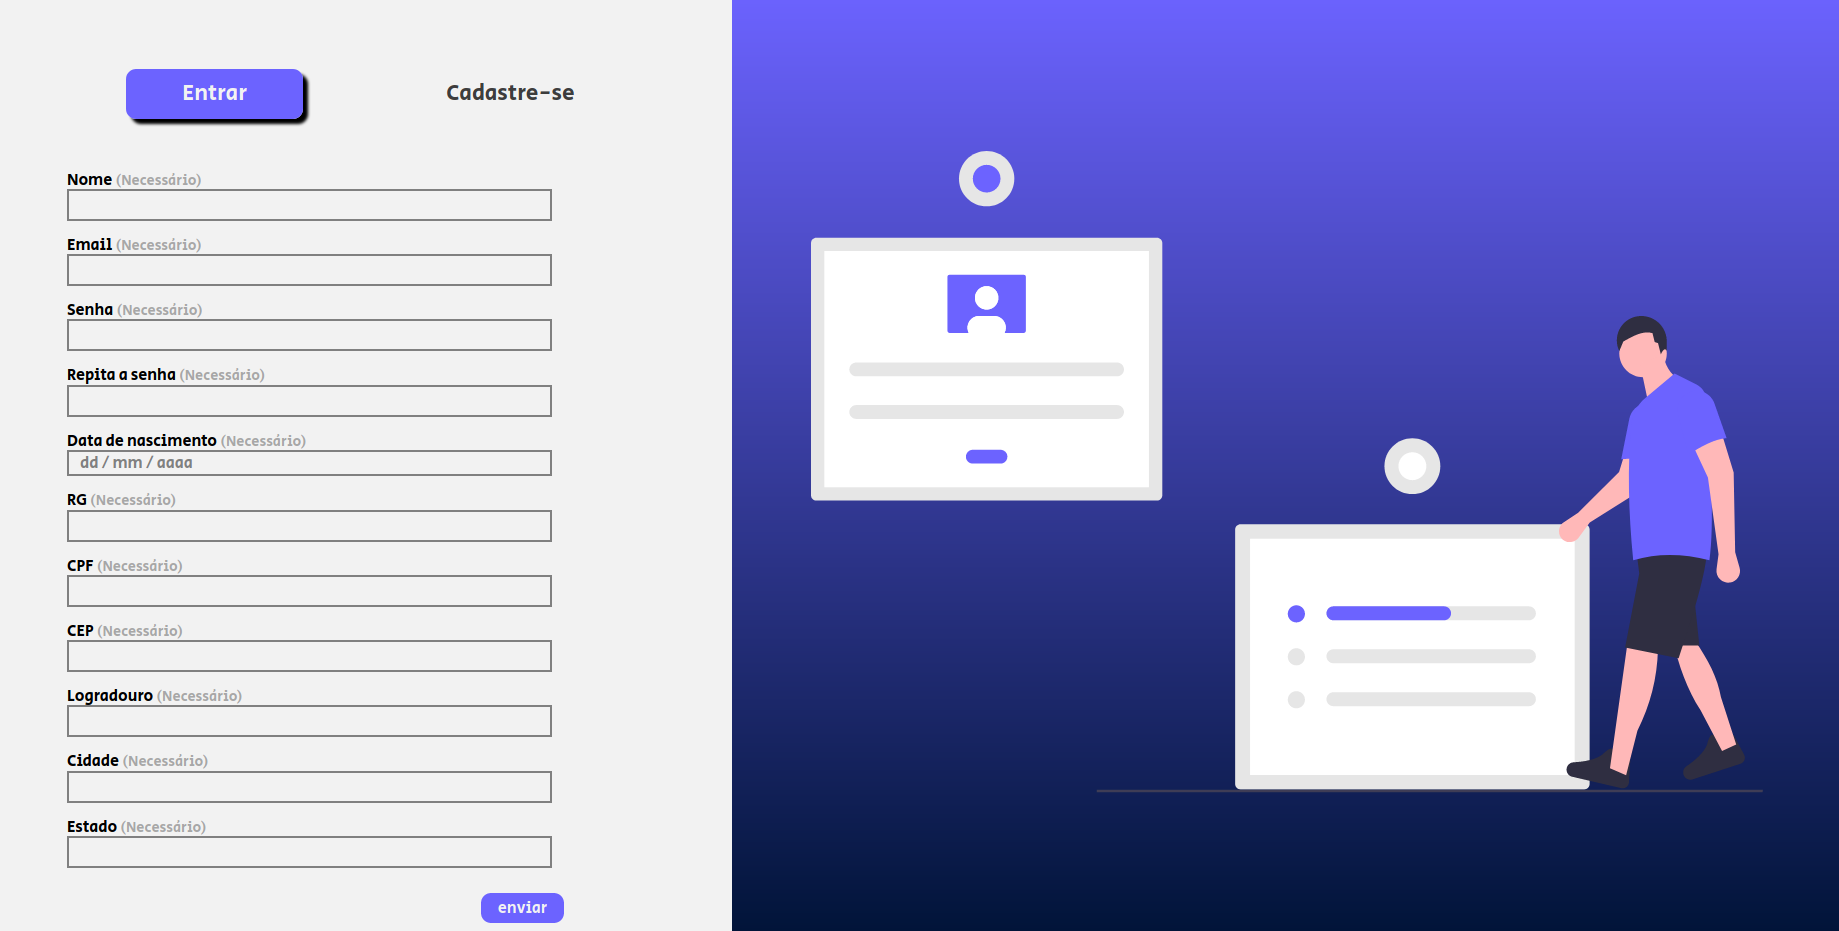 Entrar
Cadastre-se
Nome (Necessário)
Email (Necessário)
Senha (Necessário)
Repita a senha (Necessário)
Data de nascimento (Necessário)
dd / mm / aaaa
RG (Necessário)
CPF (Necessário)
CEP (Necessário)
Logradouro (Necessário)
Cidade (Necessário)
Estado (Necessário)
enviar